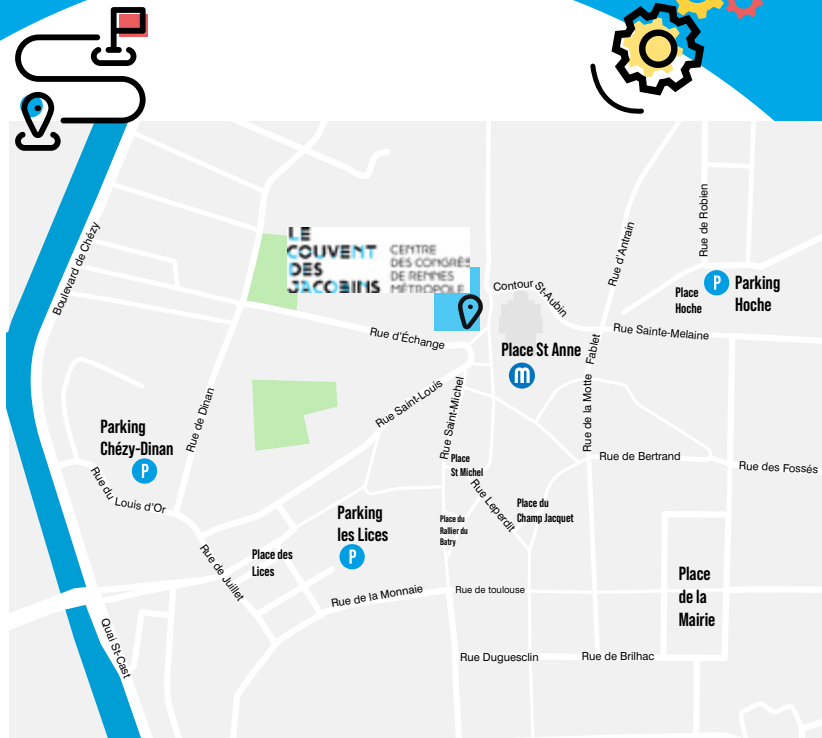 LE
COUVENT
DES
JACOBINS
CENTRE
DES CONGRÈS
DE RENNES
MÉTROPOLE
Boulevard de Chézy
Rue de Robien
Rue d'Antrain
P
Parking
Hoche
Place
Hoche
Contour St-Aubin
Rue Sainte-Melaine
Rue d'Échange
Place St Anne
m
Rue de la Motte Fablet
Rue Saint-Louis
Rue Saint-Michel
Rue de Dinan
Parking
Chézy-Dinan
P
Place
St Michel
Rue de Bertrand
Rue des Fossés
Rue du Louis d'Or
Rue Leperdit
Place du
Champ Jacquet
Parking
les Lices
P
Place du
Rallier du
Batry
Rue de Juillet
Place des
Lices
Rue de la Monnaie
Rue de toulouse
Place
de la
Mairie
Quai St-Cast
Rue Duguesclin
Rue de Brilhac